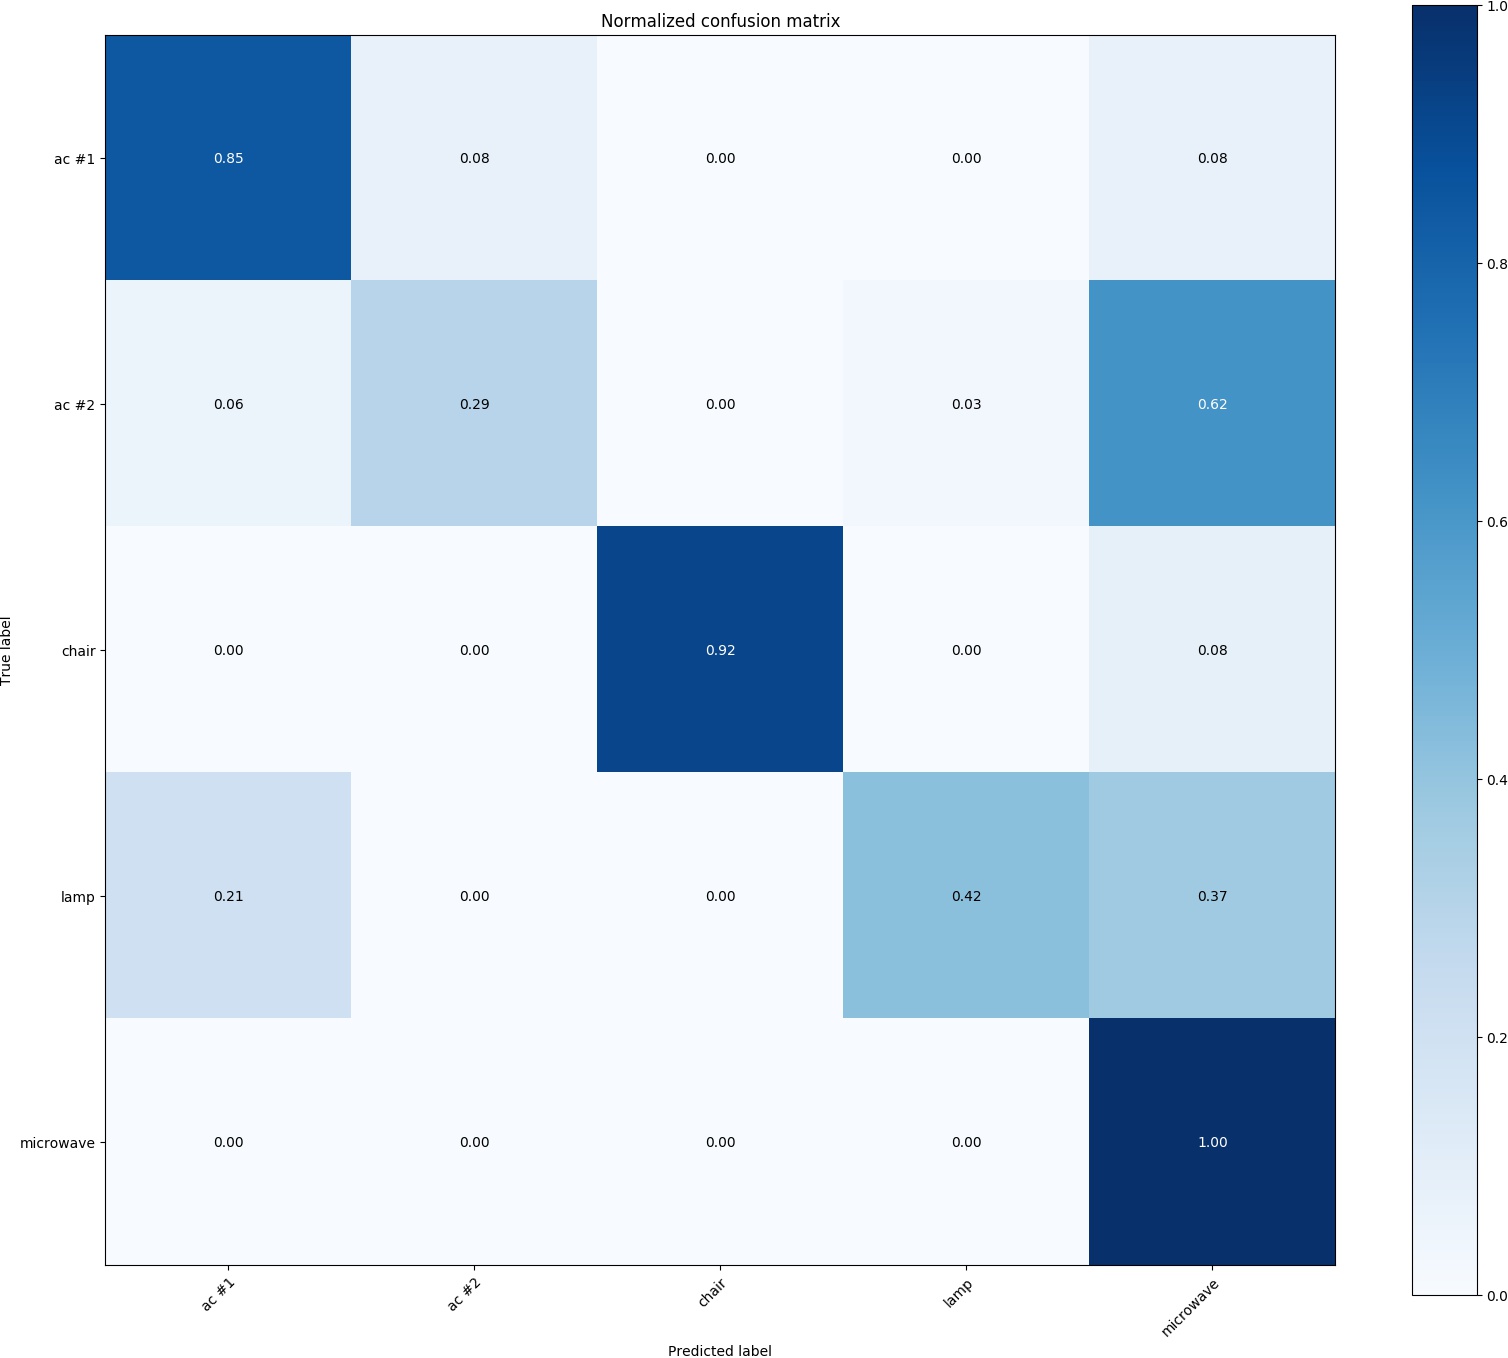 Normalized confusion matrix
ac #1 0.85 0.08 0.00 0.00 0.08
ac #2 0.06 0.29 0.00 0.03 0.62
chair 0.00 0.00 0.92 0.00 0.08
lamp 0.21 0.00 0.00 0.42 0.37
microwave 0.00 0.00 0.00 0.00 1.00
True label
ac #1 ac #2 chair lamp microwave
Predicted label
1.0
0.8
0.6
0.4
0.2
0.0